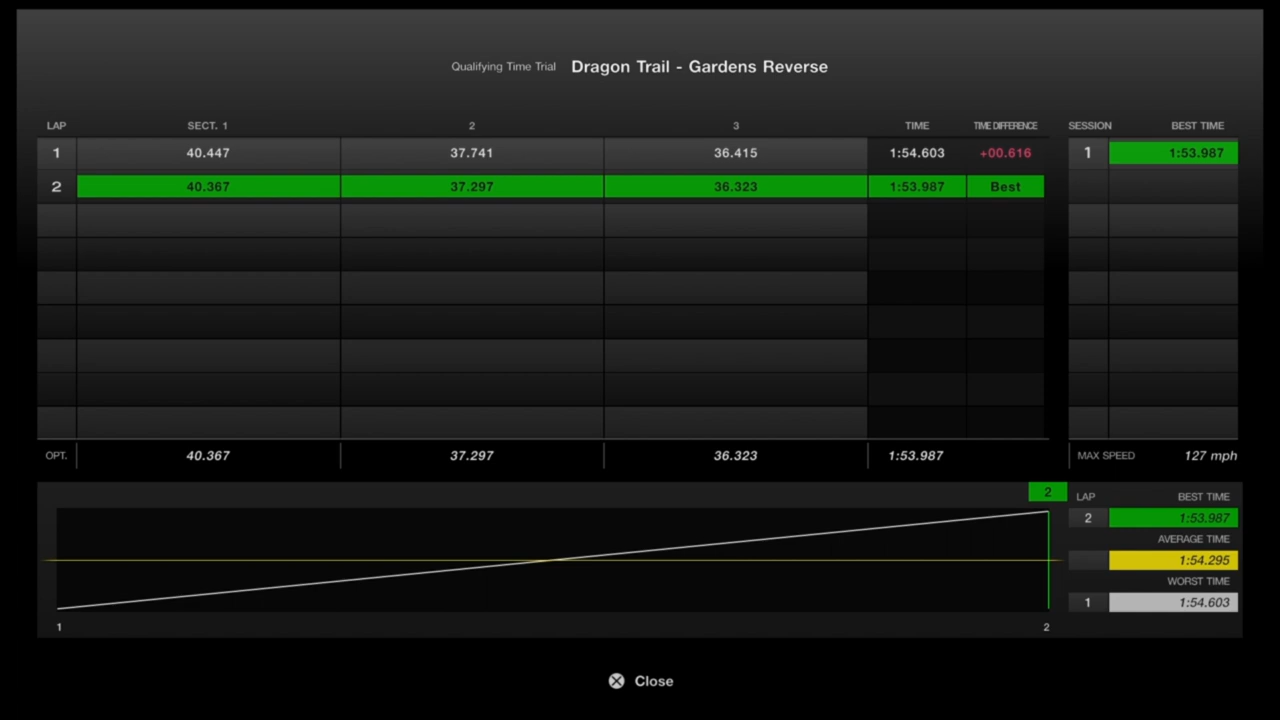 Qualifying Time Trial Dragon Trail - Gardens Reverse
LAP SECT. 1 2 3 TIME TIME DIFFERENCE SESSION BEST TIME
1 40.447 37.741 36.415 1:54.603 +00.616 1 1:53.987
2 40.367 37.297 36.323 1:53.987 Best
OPT. 40.367 37.297 36.323 1:53.987 MAX SPEED 127 mph
2 LAP BEST TIME
2 1:53.987
AVERAGE TIME
1:54.295
WORST TIME
1 1:54.603
1 2
Close